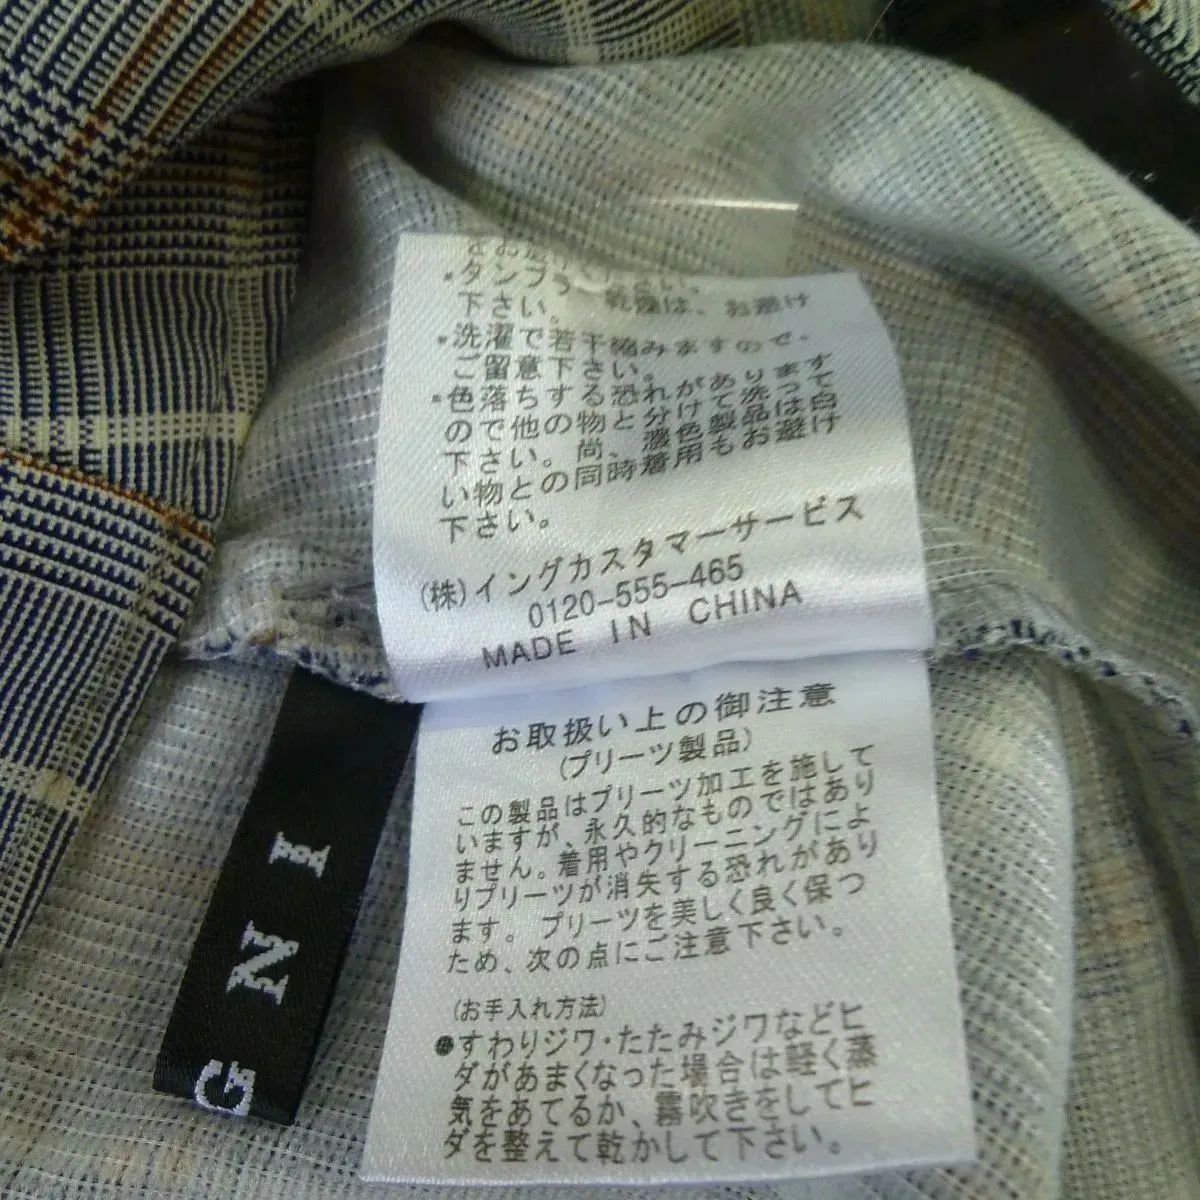 をお
・タンブ 乾燥は、お避け
下さい。
・洗濯で若干縮みますので、
ご留意下さい。
・色落ちする恐れがあります
ので他の物と分けて洗って
下さい。尚、濃色製品は白
い物との同時着用もお避け
下さい。
(株)イングカスタマーサービス
0120-555-465
MADE IN CHINA
お取扱い上の御注意
(プリーツ製品)
この製品はプリーツ加工を施して
いますが、永久的なものではあり
ません。着用やクリーニングによ
りプリーツが消失する恐れがあり
ます。プリーツを美しく良く保つ
ため、次の点にご注意下さい。
(お手入れ方法)
●すわりジワ・たたみジワなどヒ
ダがあまくなった場合は軽く蒸
気をあてるか、霧吹きをしてヒ
ダを整えて乾かして下さい。
G N I